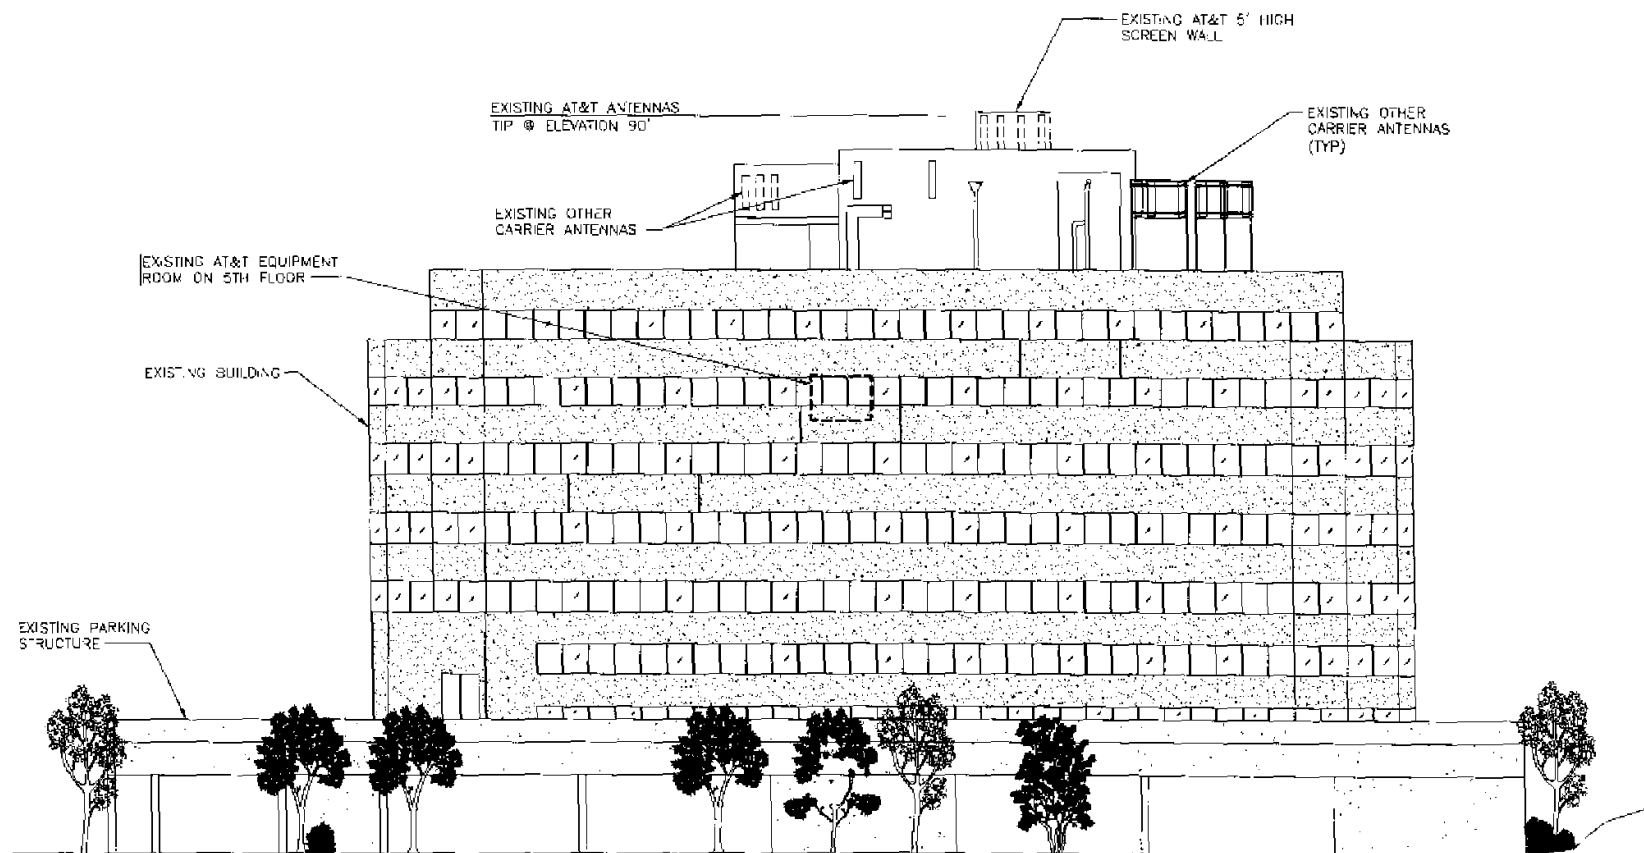 EXISTING AT&T 5' HIGH
SCREEN WALL
EXISTING AT&T ANTENNAS
TIP @ ELEVATION 90'
EXISTING OTHER
CARRIER ANTENNAS
(TYP)
EXISTING OTHER
CARRIER ANTENNAS
EXISTING AT&T EQUIPMENT
ROOM ON 5TH FLOOR
EXISTING BUILDING
EXISTING PARKING
STRUCTURE